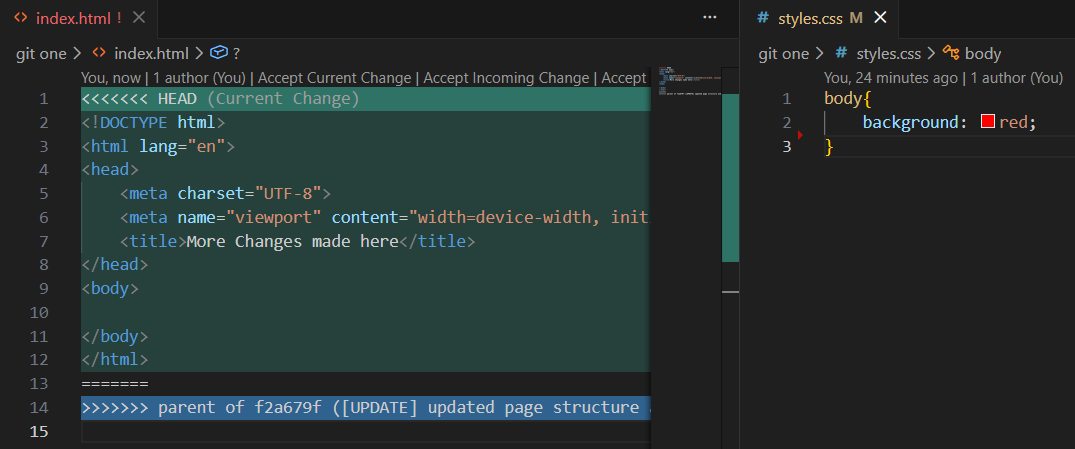 index.html !
git one > index.html > ?
You, now | 1 author (You) | Accept Current Change | Accept Incoming Change | Accept
1 <<<<<<< HEAD (Current Change)
2 <!DOCTYPE html>
3 <html lang="en">
4 <head>
5 <meta charset="UTF-8">
6 <meta name="viewport" content="width=device-width, init
7 <title>More Changes made here</title>
8 </head>
9 <body>
10
11 </body>
12 </html>
13 =======
14 >>>>>>> parent of f2a679f ([UPDATE] updated page structure
15
# styles.css M
git one > # styles.css > body
You, 24 minutes ago | 1 author (You)
1 body{
2 background: red;
3 }